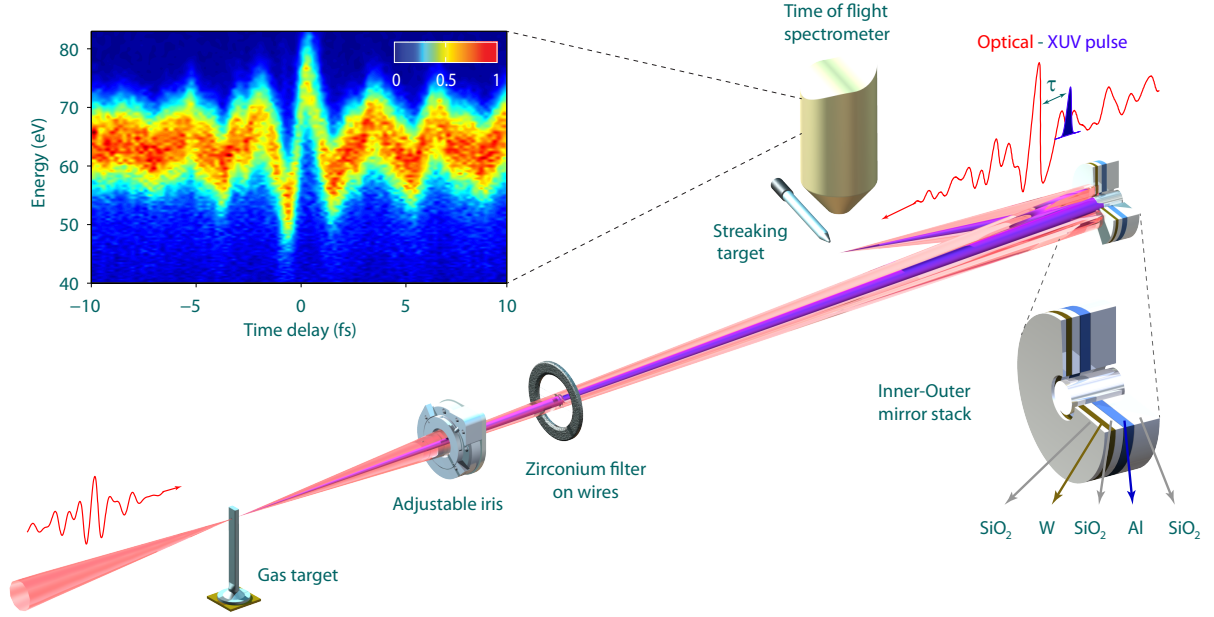 Time of flight
spectrometer
Optical - XUV pulse
τ
80
70
60
50
40
Energy (eV)
0 0.5 1
−10 −5 0 5 10
Time delay (fs)
Streaking
target
Inner-Outer
mirror stack
Zirconium filter
on wires
Adjustable iris
Gas target
SiO₂ W SiO₂ Al SiO₂